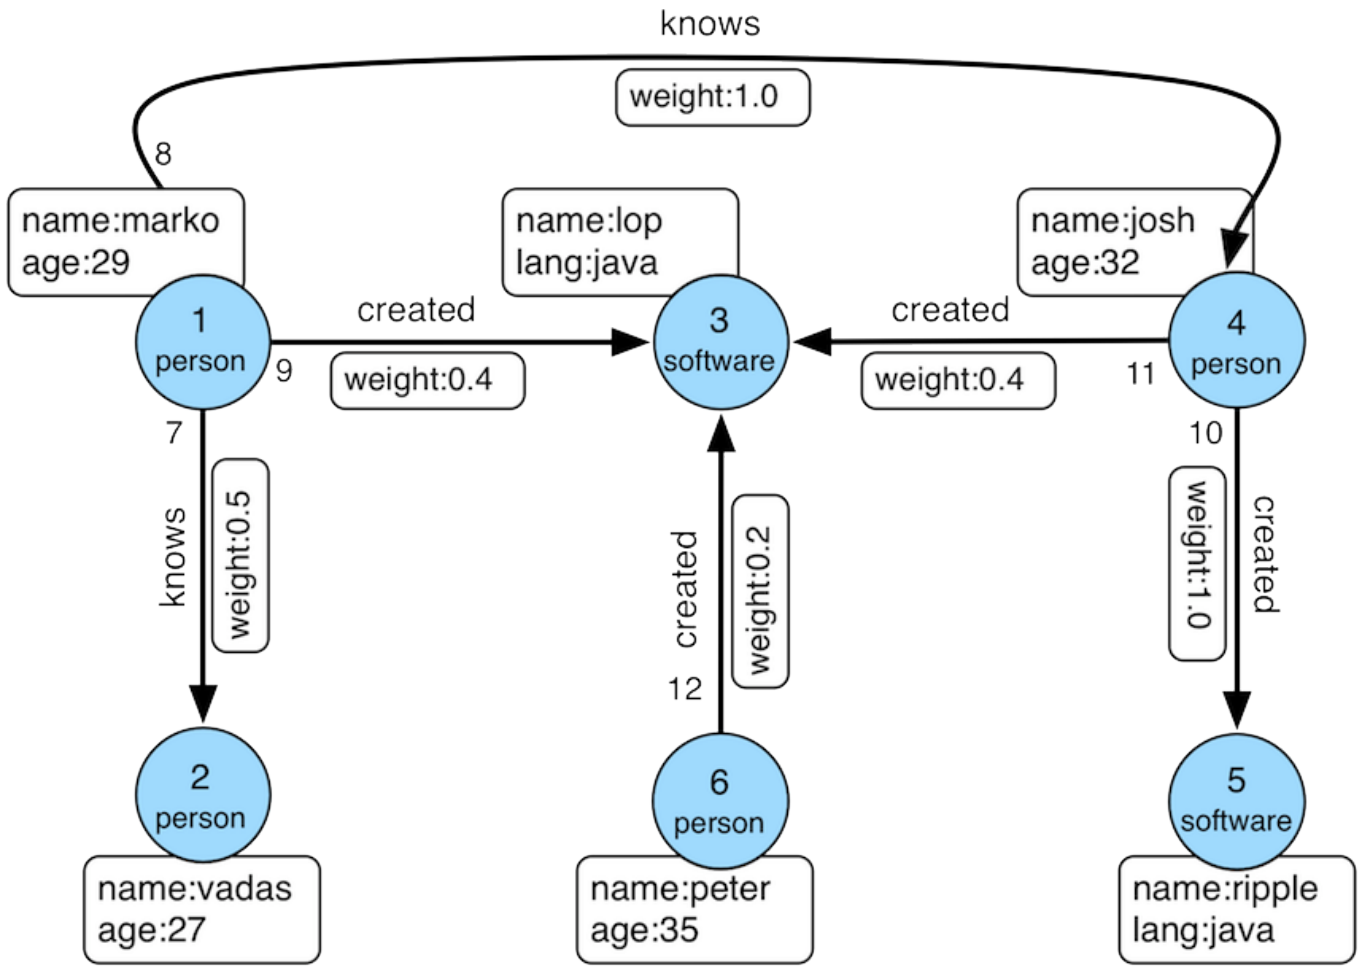 knows
weight:1.0
8
name:marko
age:29
name:lop
lang:java
name:josh
age:32
1
person
created
9
weight:0.4
3
software
created
weight:0.4
11
4
person
7
knows
weight:0.5
created
weight:0.2
12
10
weight:1.0
created
2
person
name:vadas
age:27
6
person
name:peter
age:35
5
software
name:ripple
lang:java